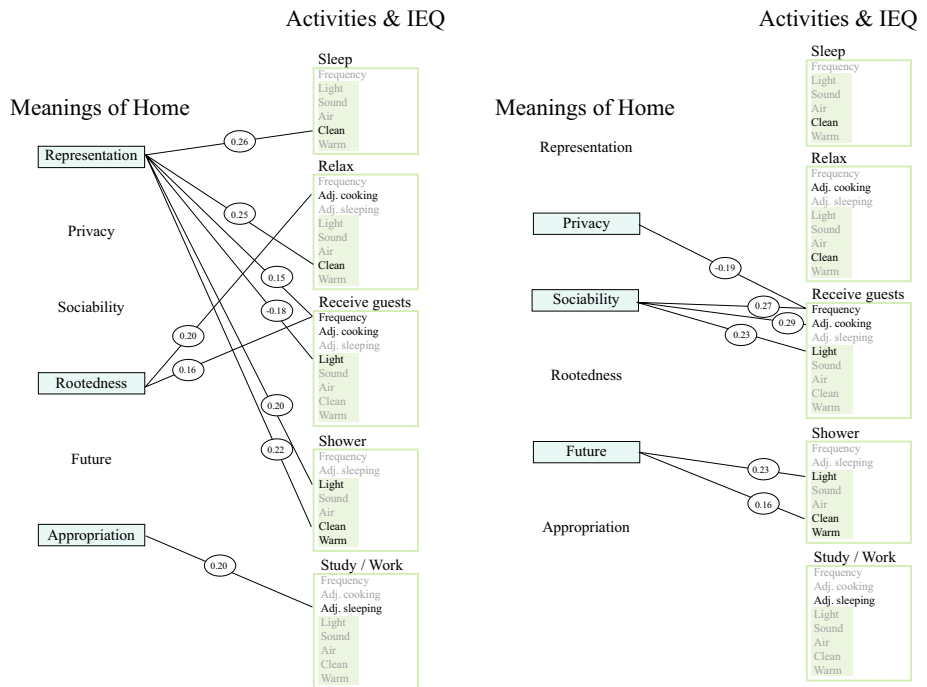 Activities & IEQ
Meanings of Home
Representation
Privacy
Sociability
Rootedness
Future
Appropriation
0.26
0.25
0.15
-0.18
0.20
0.16
0.20
0.22
0.20
Sleep
Frequency
Light
Sound
Air
Clean
Warm
Relax
Frequency
Adj. cooking
Adj. sleeping
Light
Sound
Air
Clean
Warm
Receive guests
Frequency
Adj. cooking
Adj. sleeping
Light
Sound
Air
Clean
Warm
Shower
Frequency
Adj. sleeping
Light
Sound
Air
Clean
Warm
Study / Work
Frequency
Adj. cooking
Adj. sleeping
Light
Sound
Air
Clean
Warm
Activities & IEQ
Meanings of Home
Representation
Privacy
Sociability
Rootedness
Future
Appropriation
-0.19
0.27
0.29
0.23
0.23
0.16
Sleep
Frequency
Light
Sound
Air
Clean
Warm
Relax
Frequency
Adj. cooking
Adj. sleeping
Light
Sound
Air
Clean
Warm
Receive guests
Frequency
Adj. cooking
Adj. sleeping
Light
Sound
Air
Clean
Warm
Shower
Frequency
Adj. sleeping
Light
Sound
Air
Clean
Warm
Study / Work
Frequency
Adj. cooking
Adj. sleeping
Light
Sound
Air
Clean
Warm